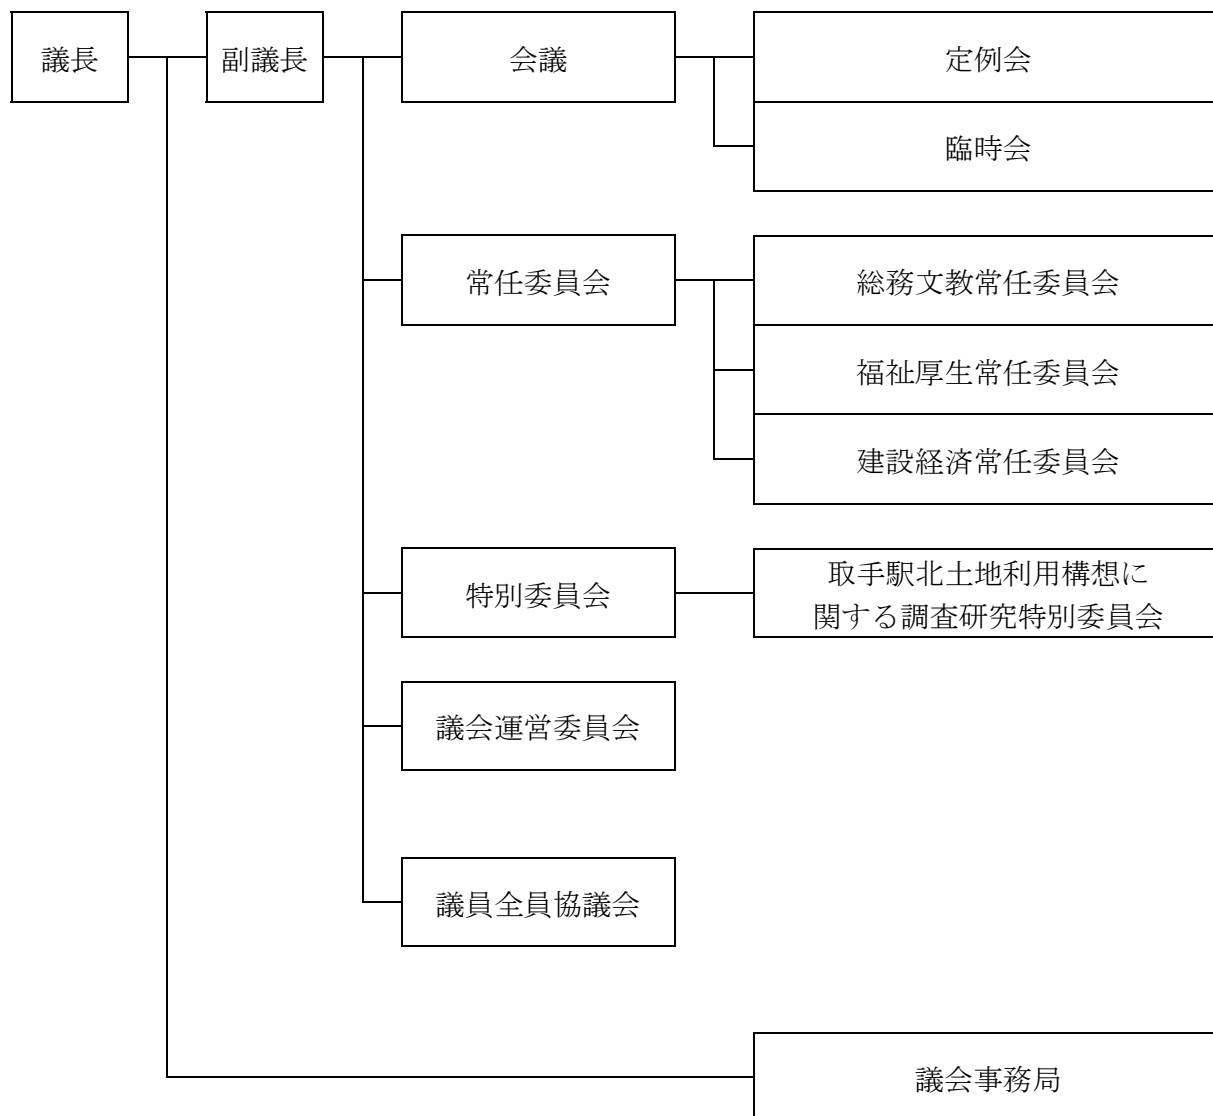 議長
副議長
会議
定例会
臨時会
常任委員会
総務文教常任委員会
福祉厚生常任委員会
建設経済常任委員会
特別委員会
取手駅北土地利用構想に
関する調査研究特別委員会
議会運営委員会
議員全員協議会
議会事務局